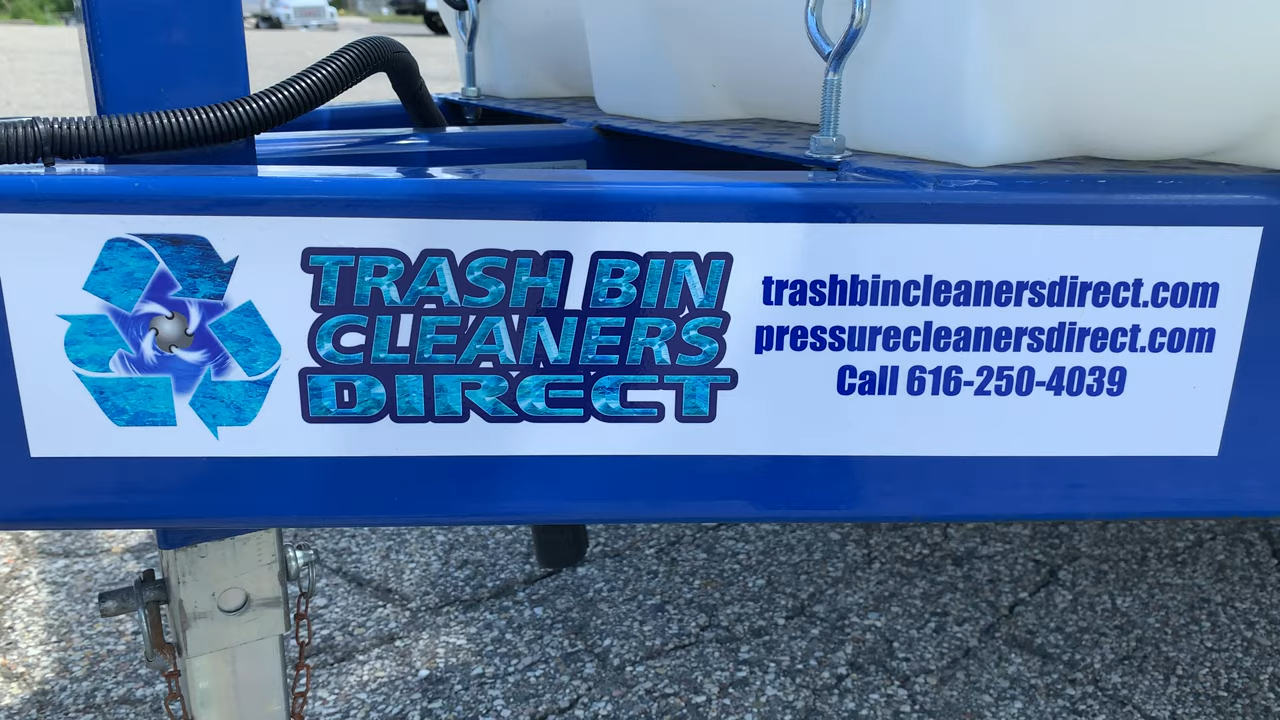 TRASH BIN
CLEANERS
DIRECT
trashbincleanersdirect.com
pressurecleanersdirect.com
Call 616-250-4039